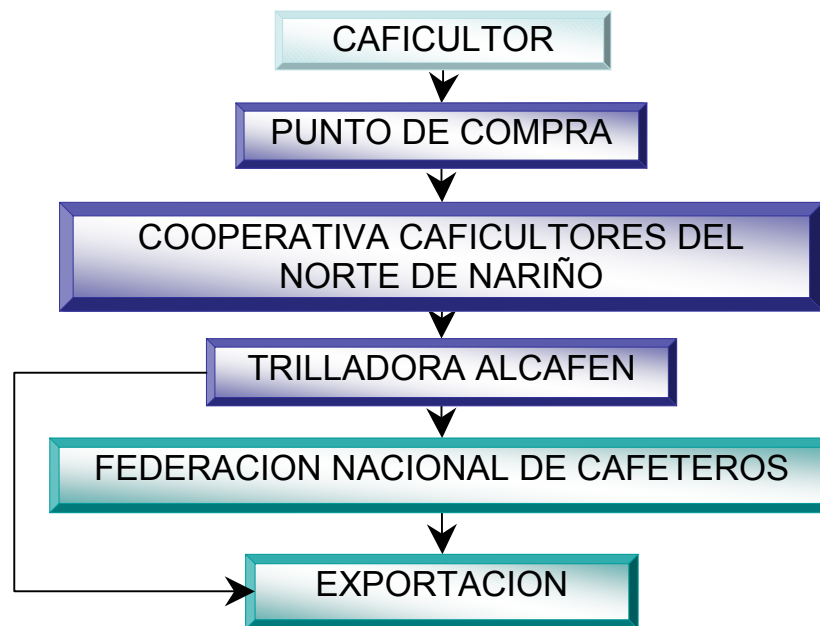 CAFICULTOR
PUNTO DE COMPRA
COOPERATIVA CAFICULTORES DEL
NORTE DE NARIÑO
TRILLADORA ALCAFEN
FEDERACION NACIONAL DE CAFETEROS
EXPORTACION